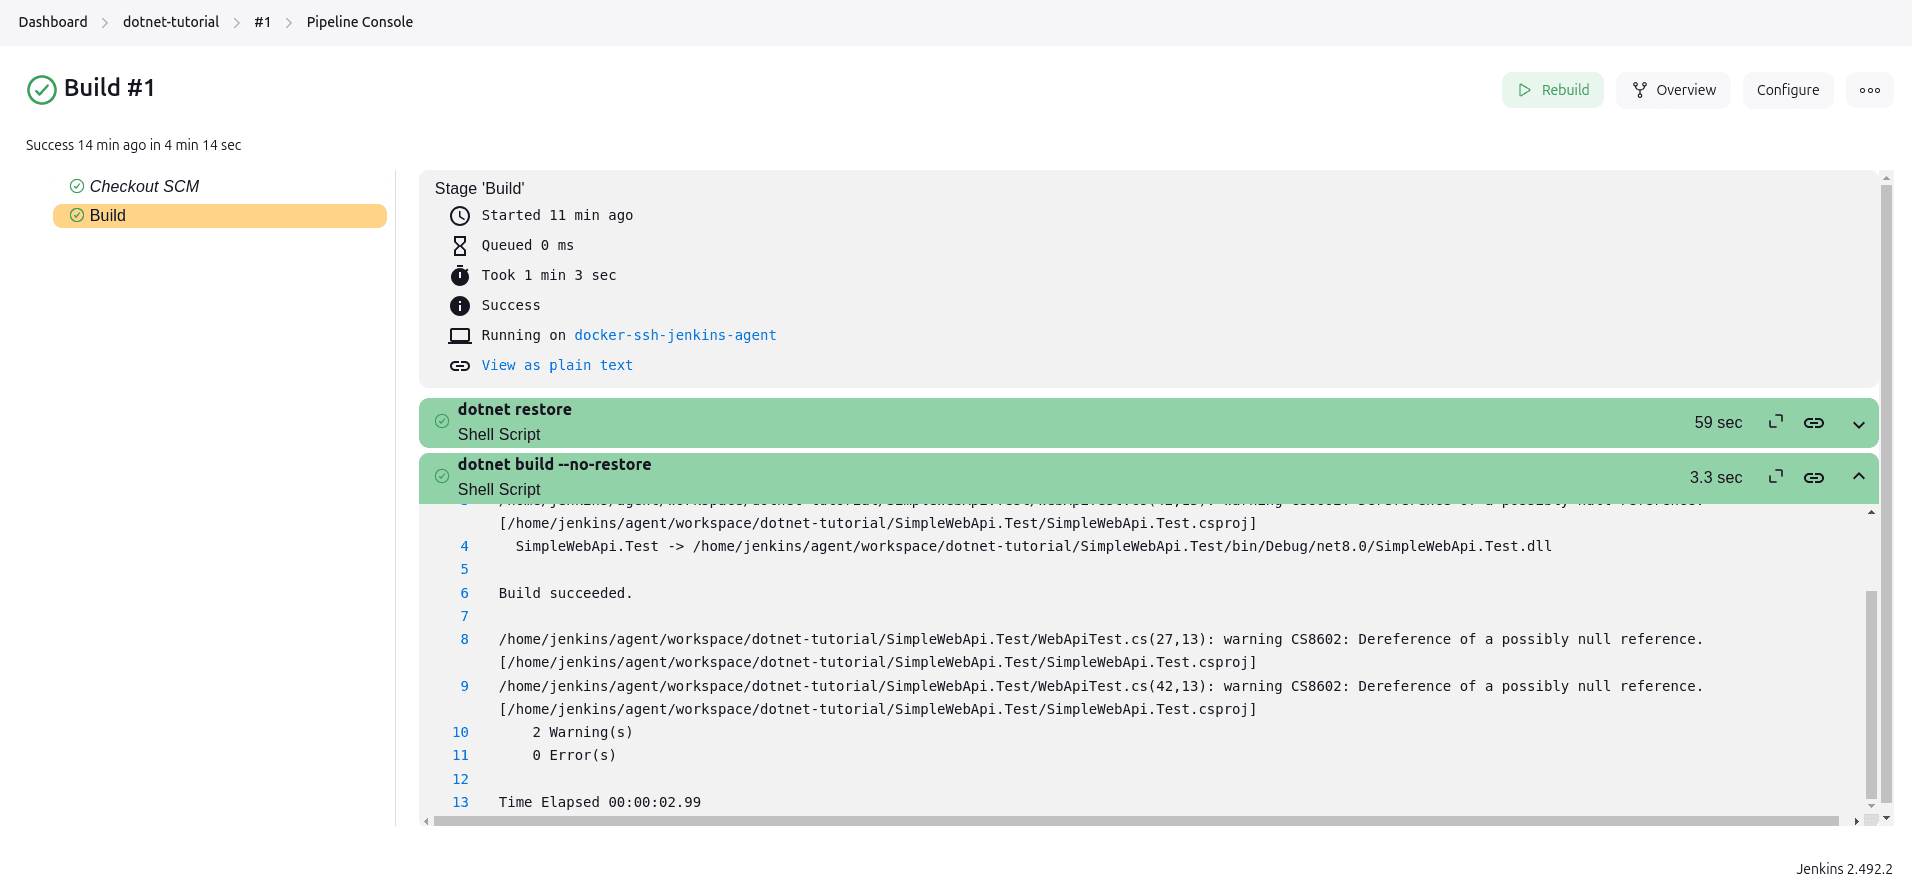 Dashboard > dotnet-tutorial > #1 > Pipeline Console
Build #1
Rebuild
Overview
Configure
Success 14 min ago in 4 min 14 sec
Checkout SCM
Build
Stage 'Build'
Started 11 min ago
Queued 0 ms
Took 1 min 3 sec
Success
Running on docker-ssh-jenkins-agent
View as plain text
dotnet restore
Shell Script
59 sec
dotnet build --no-restore
Shell Script
3.3 sec
[/home/jenkins/agent/workspace/dotnet-tutorial/SimpleWebApi.Test/SimpleWebApi.Test.csproj]
4 SimpleWebApi.Test -> /home/jenkins/agent/workspace/dotnet-tutorial/SimpleWebApi.Test/bin/Debug/net8.0/SimpleWebApi.Test.dll
5
6 Build succeeded.
7
8 /home/jenkins/agent/workspace/dotnet-tutorial/SimpleWebApi.Test/WebApiTest.cs(27,13): warning CS8602: Dereference of a possibly null reference.
[/home/jenkins/agent/workspace/dotnet-tutorial/SimpleWebApi.Test/SimpleWebApi.Test.csproj]
9 /home/jenkins/agent/workspace/dotnet-tutorial/SimpleWebApi.Test/WebApiTest.cs(42,13): warning CS8602: Dereference of a possibly null reference.
[/home/jenkins/agent/workspace/dotnet-tutorial/SimpleWebApi.Test/SimpleWebApi.Test.csproj]
10 2 Warning(s)
11 0 Error(s)
12
13 Time Elapsed 00:00:02.99
Jenkins 2.492.2